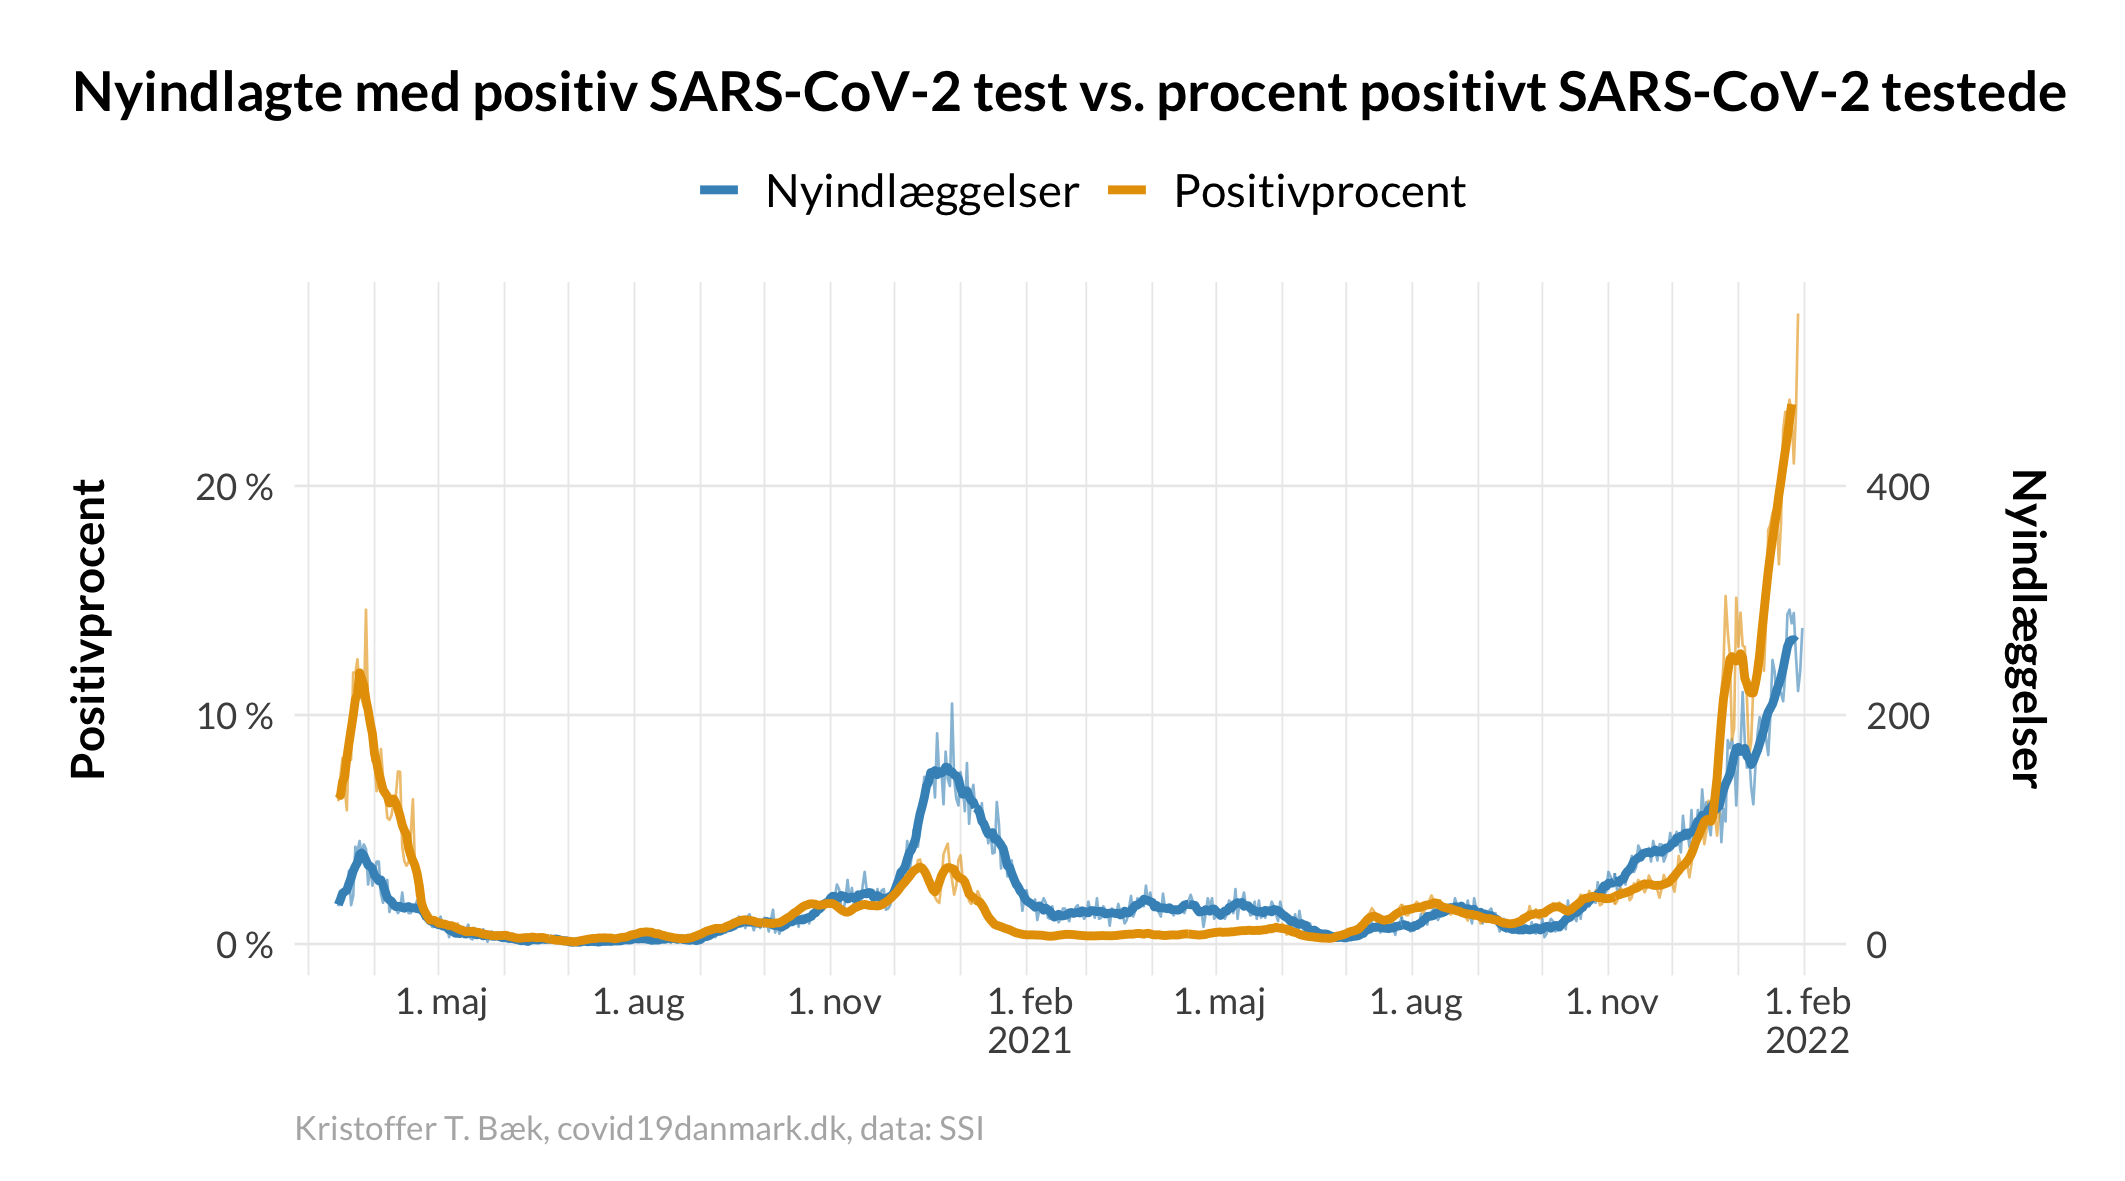 Nyindlagte med positiv SARS-CoV-2 test vs. procent positivt SARS-CoV-2 testede
Nyindlæggelser Positivprocent
Positivprocent
20 %
10 %
0 %
400
200
0
Nyindlæggelser
1. maj 1. aug 1. nov 1. feb 1. maj 1. aug 1. nov 1. feb
2021 2022
Kristoffer T. Bæk, covid19danmark.dk, data: SSI